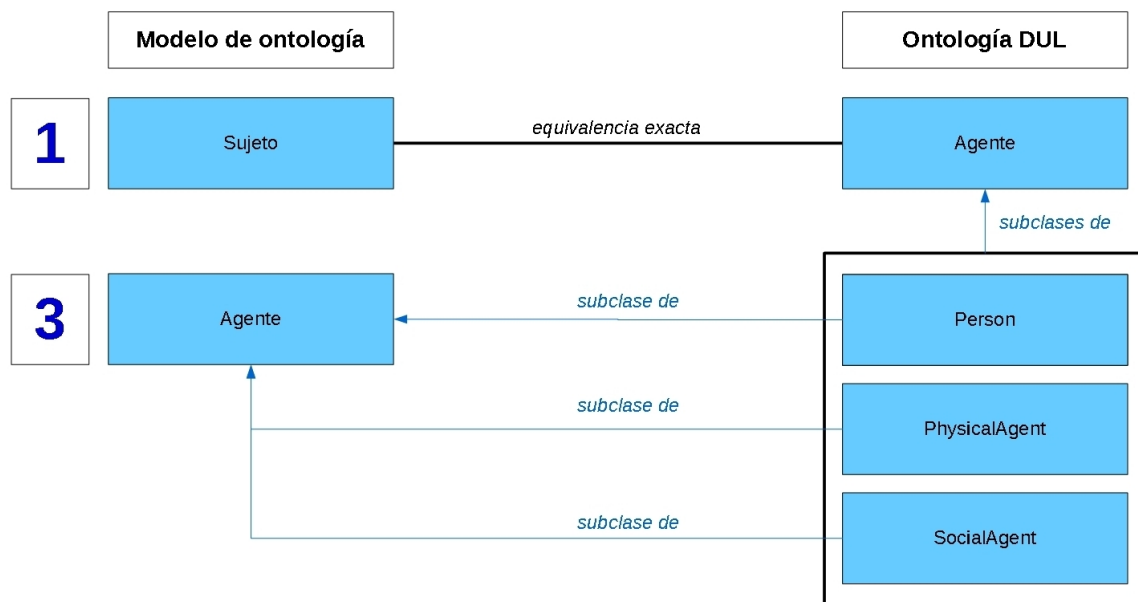 Modelo de ontología
Ontología DUL
1
Sujeto
equivalencia exacta
Agente
subclases de
3
Agente
subclase de
Person
subclase de
PhysicalAgent
subclase de
SocialAgent